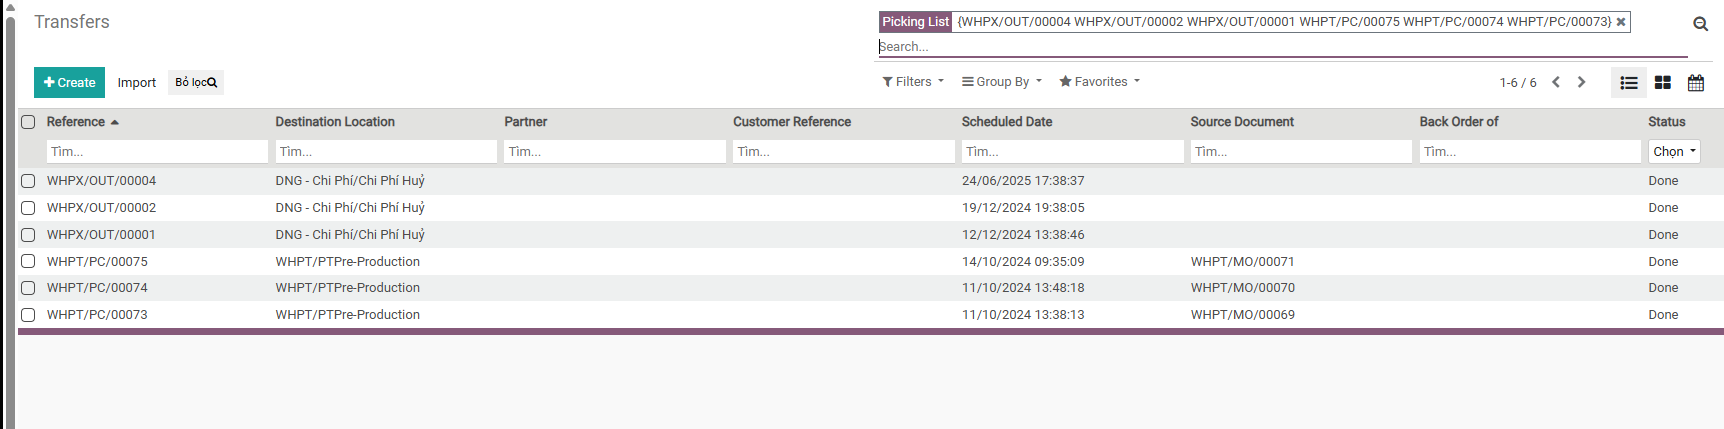 Transfers
Picking List {WHPX/OUT/00004 WHPX/OUT/00002 WHPX/OUT/00001 WHPT/PC/00075 WHPT/PC/00074 WHPT/PC/00073} ✖
Search...
+ Create Import Bỏ lọc
Filters Group By Favorites 1-6 / 6
Reference Destination Location Partner Customer Reference Scheduled Date Source Document Back Order of Status
Tìm... Tìm... Tìm... Tìm... Tìm... Tìm... Tìm... Chọn
WHPX/OUT/00004 DNG - Chi Phí/Chi Phí Huỷ 24/06/2025 17:38:37 Done
WHPX/OUT/00002 DNG - Chi Phí/Chi Phí Huỷ 19/12/2024 19:38:05 Done
WHPX/OUT/00001 DNG - Chi Phí/Chi Phí Huỷ 12/12/2024 13:38:46 Done
WHPT/PC/00075 WHPT/PTPre-Production 14/10/2024 09:35:09 WHPT/MO/00071 Done
WHPT/PC/00074 WHPT/PTPre-Production 11/10/2024 13:48:18 WHPT/MO/00070 Done
WHPT/PC/00073 WHPT/PTPre-Production 11/10/2024 13:38:13 WHPT/MO/00069 Done